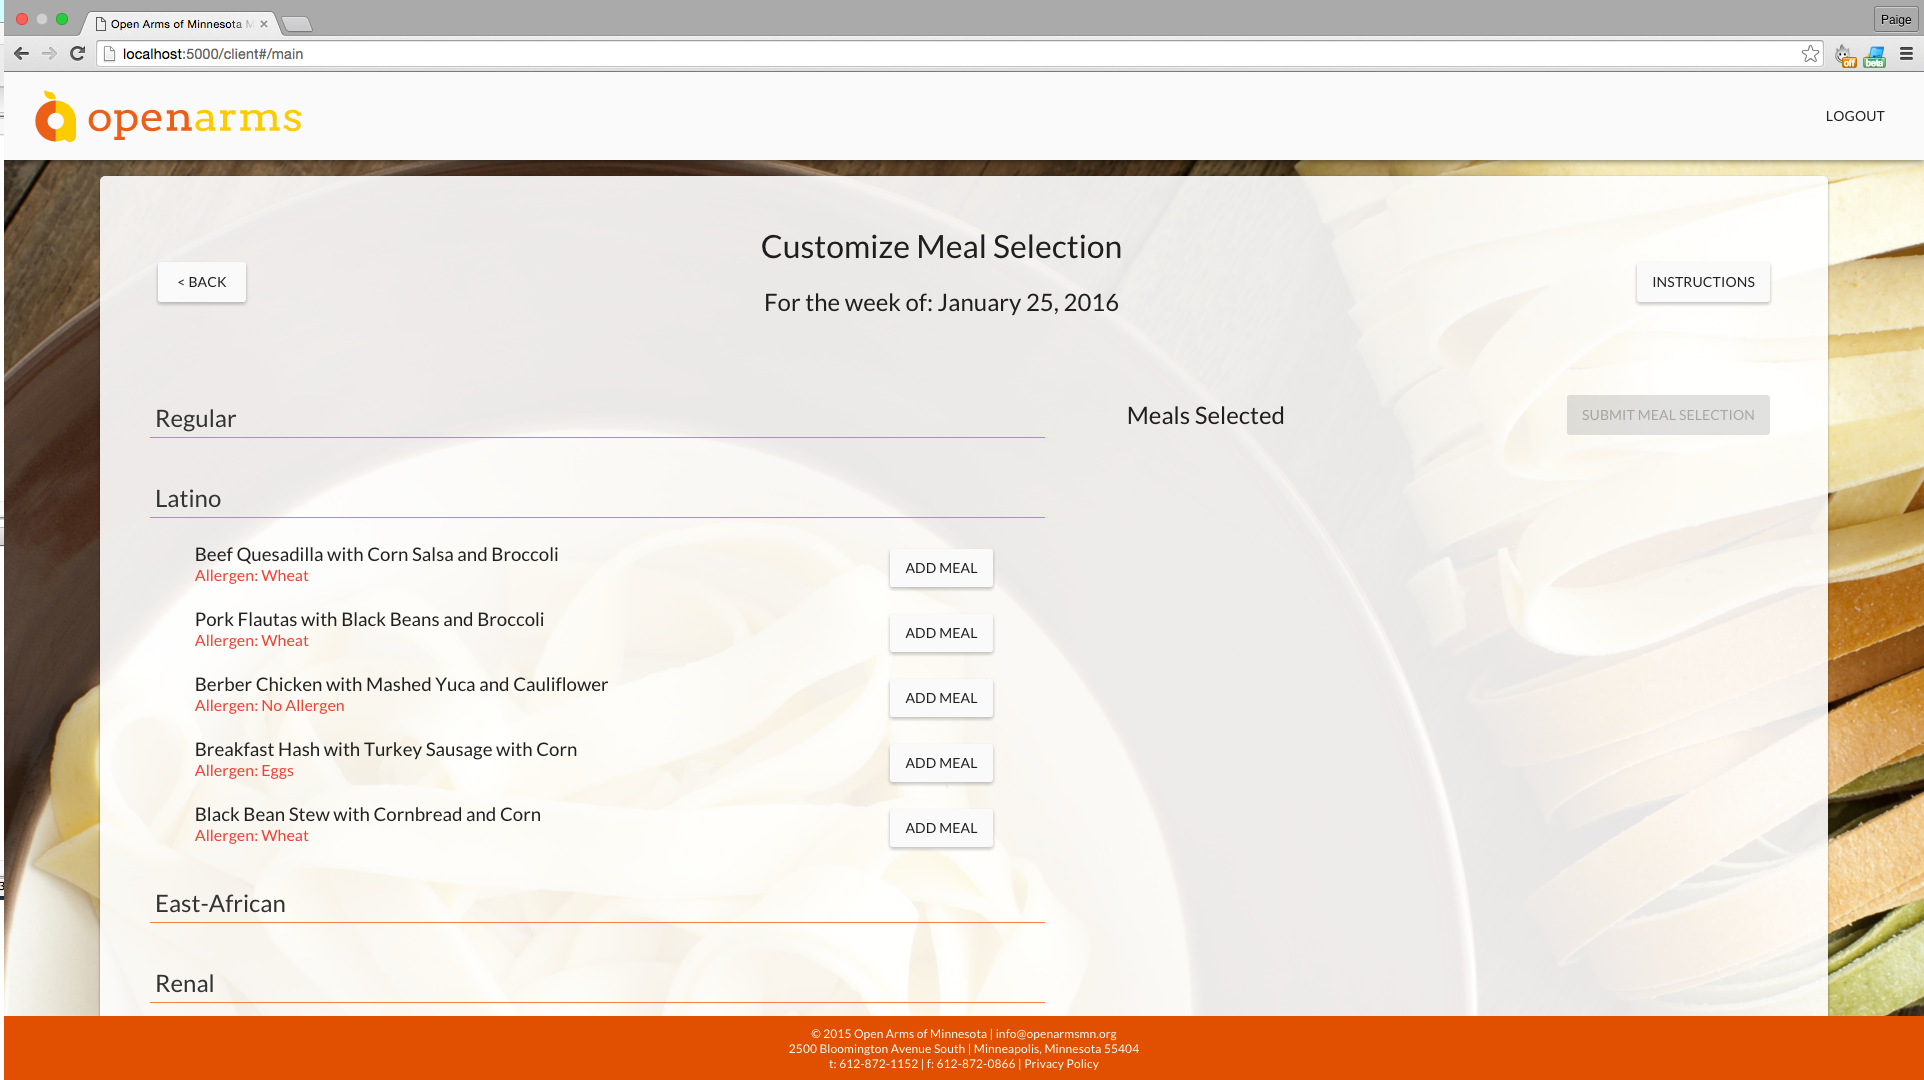 Open Arms of Minnesota M
Paige
localhost:5000/client#/main
off
beta
openarms
LOGOUT
Customize Meal Selection
< BACK
INSTRUCTIONS
For the week of: January 25, 2016
Regular
Meals Selected
SUBMIT MEAL SELECTION
Latino
Beef Quesadilla with Corn Salsa and Broccoli
Allergen: Wheat
ADD MEAL
Pork Flautas with Black Beans and Broccoli
Allergen: Wheat
ADD MEAL
Berber Chicken with Mashed Yuca and Cauliflower
Allergen: No Allergen
ADD MEAL
Breakfast Hash with Turkey Sausage with Corn
Allergen: Eggs
ADD MEAL
Black Bean Stew with Cornbread and Corn
Allergen: Wheat
ADD MEAL
East-African
Renal
© 2015 Open Arms of Minnesota | info@openarmsmn.org
2500 Bloomington Avenue South | Minneapolis, Minnesota 55404
t: 612-872-1152 | f: 612-872-0866 | Privacy Policy